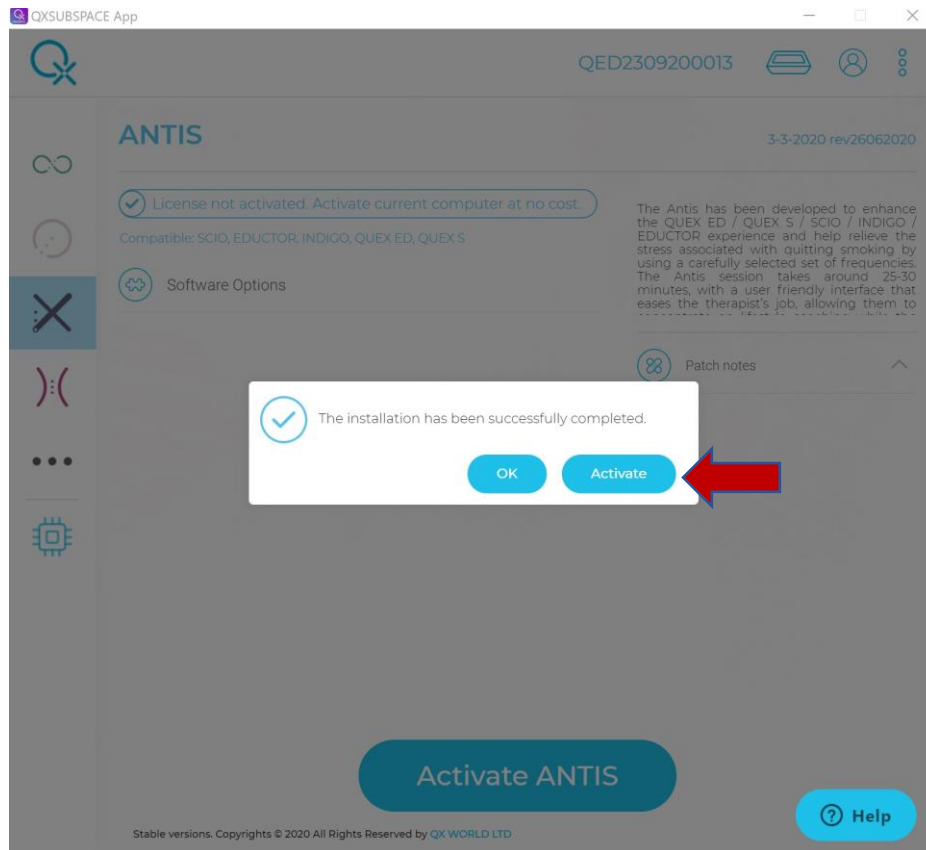 QXSUBSPACE App
QED2309200013
ANTIS
3-3-2020 rev26062020
License not activated. Activate current computer at no cost.
Compatible: SCIO, EDUCTOR, INDIGO, QUEX ED, QUEX S
Software Options
The Antis has been developed to enhance
the QUEX ED / QUEX S / SCIO / INDIGO /
EDUCTOR experience and help relieve the
stress associated with quitting smoking by
using a carefully selected set of frequencies.
The Antis session takes around 25-30
minutes, with a user friendly interface that
eases the therapist's job, allowing them to
Patch notes
The installation has been successfully completed.
OK
Activate
Activate ANTIS
Help
Stable versions. Copyrights © 2020 All Rights Reserved by QX WORLD LTD